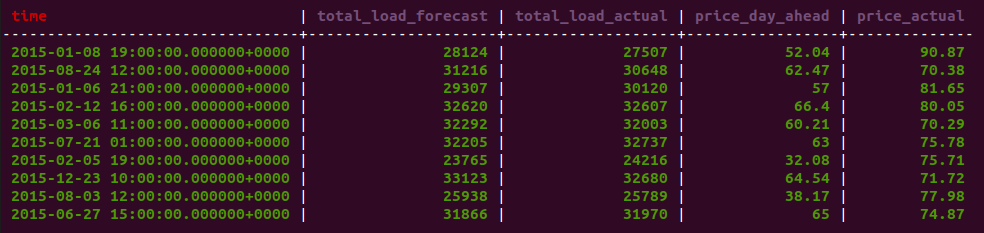 time | total_load_forecast | total_load_actual | price_day_ahead | price_actual
---------------------------------+---------------------+-------------------+-----------------+--------------
2015-01-08 19:00:00.000000+0000 | 28124 | 27507 | 52.04 | 90.87
2015-08-24 12:00:00.000000+0000 | 31216 | 30648 | 62.47 | 70.38
2015-01-06 21:00:00.000000+0000 | 29307 | 30120 | 57 | 81.65
2015-02-12 16:00:00.000000+0000 | 32620 | 32607 | 66.4 | 80.05
2015-03-06 11:00:00.000000+0000 | 32292 | 32003 | 60.21 | 70.29
2015-07-21 01:00:00.000000+0000 | 32205 | 32737 | 63 | 75.78
2015-02-05 19:00:00.000000+0000 | 23765 | 24216 | 32.08 | 75.71
2015-12-23 10:00:00.000000+0000 | 33123 | 32680 | 64.54 | 71.72
2015-08-03 12:00:00.000000+0000 | 25938 | 25789 | 38.17 | 77.98
2015-06-27 15:00:00.000000+0000 | 31866 | 31970 | 65 | 74.87